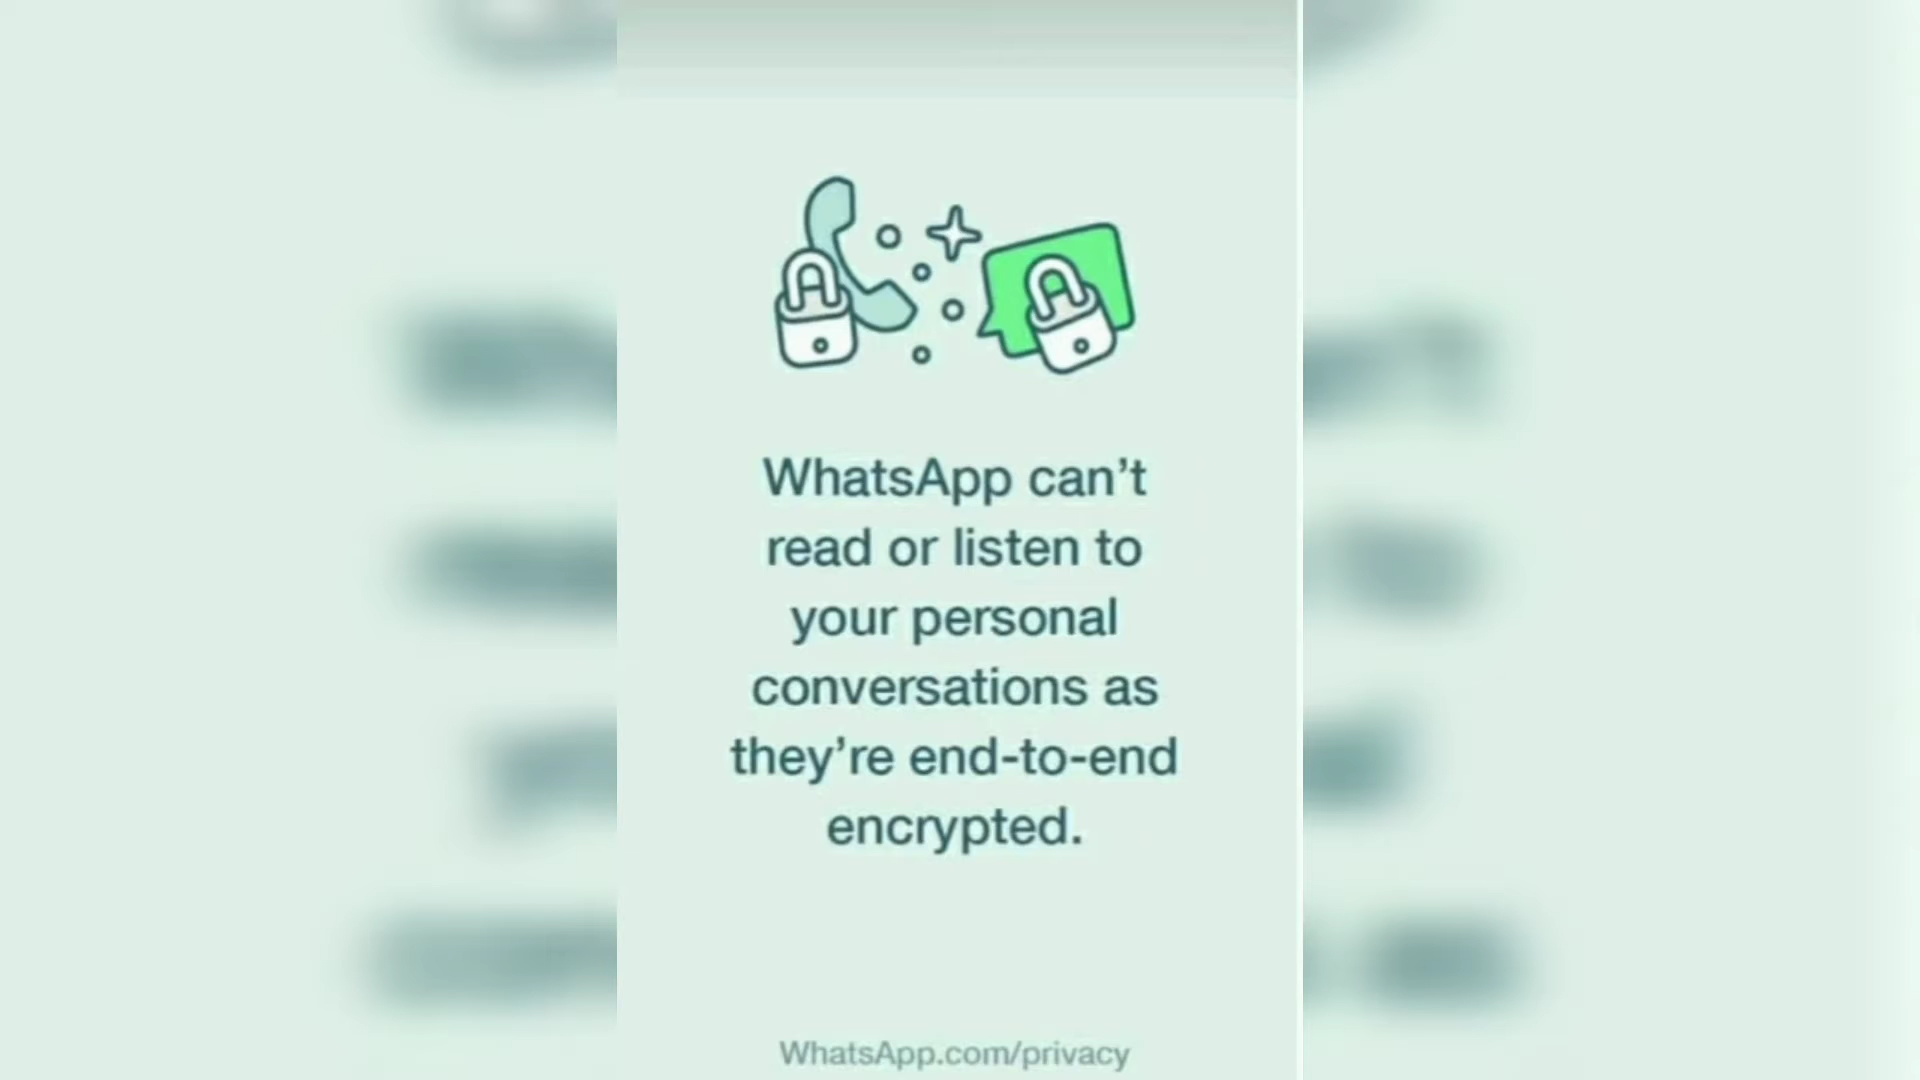 WhatsApp can’t
read or listen to
your personal
conversations as
they’re end-to-end
encrypted.
WhatsApp.com/privacy